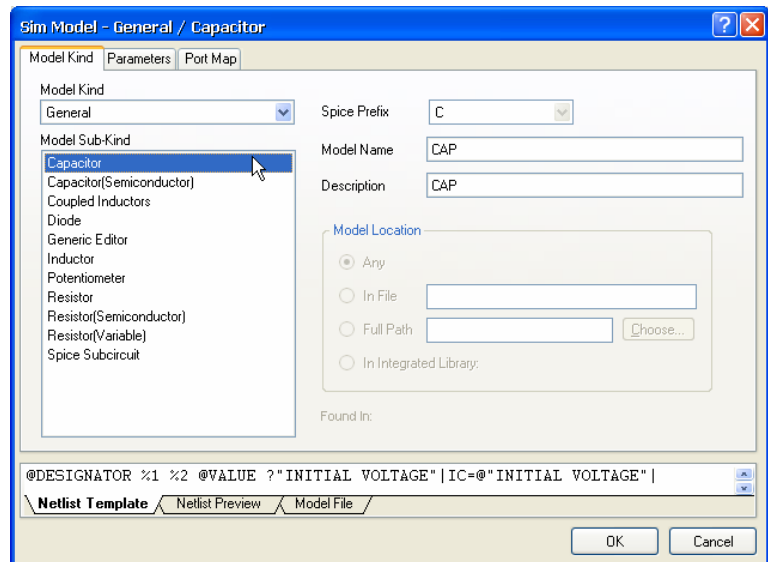 Sim Model - General / Capacitor
Model Kind Parameters Port Map
Model Kind
General
Model Sub-Kind
Capacitor
Capacitor(Semiconductor)
Coupled Inductors
Diode
Generic Editor
Inductor
Potentiometer
Resistor
Resistor(Semiconductor)
Resistor(Variable)
Spice Subcircuit
Spice Prefix C
Model Name CAP
Description CAP
Model Location
Any
In File
Full Path Choose...
In Integrated Library:
Found In:
@DESIGNATOR %1 %2 @VALUE ?"INITIAL VOLTAGE"|IC=@"INITIAL VOLTAGE"|
Netlist Template Netlist Preview Model File
OK Cancel